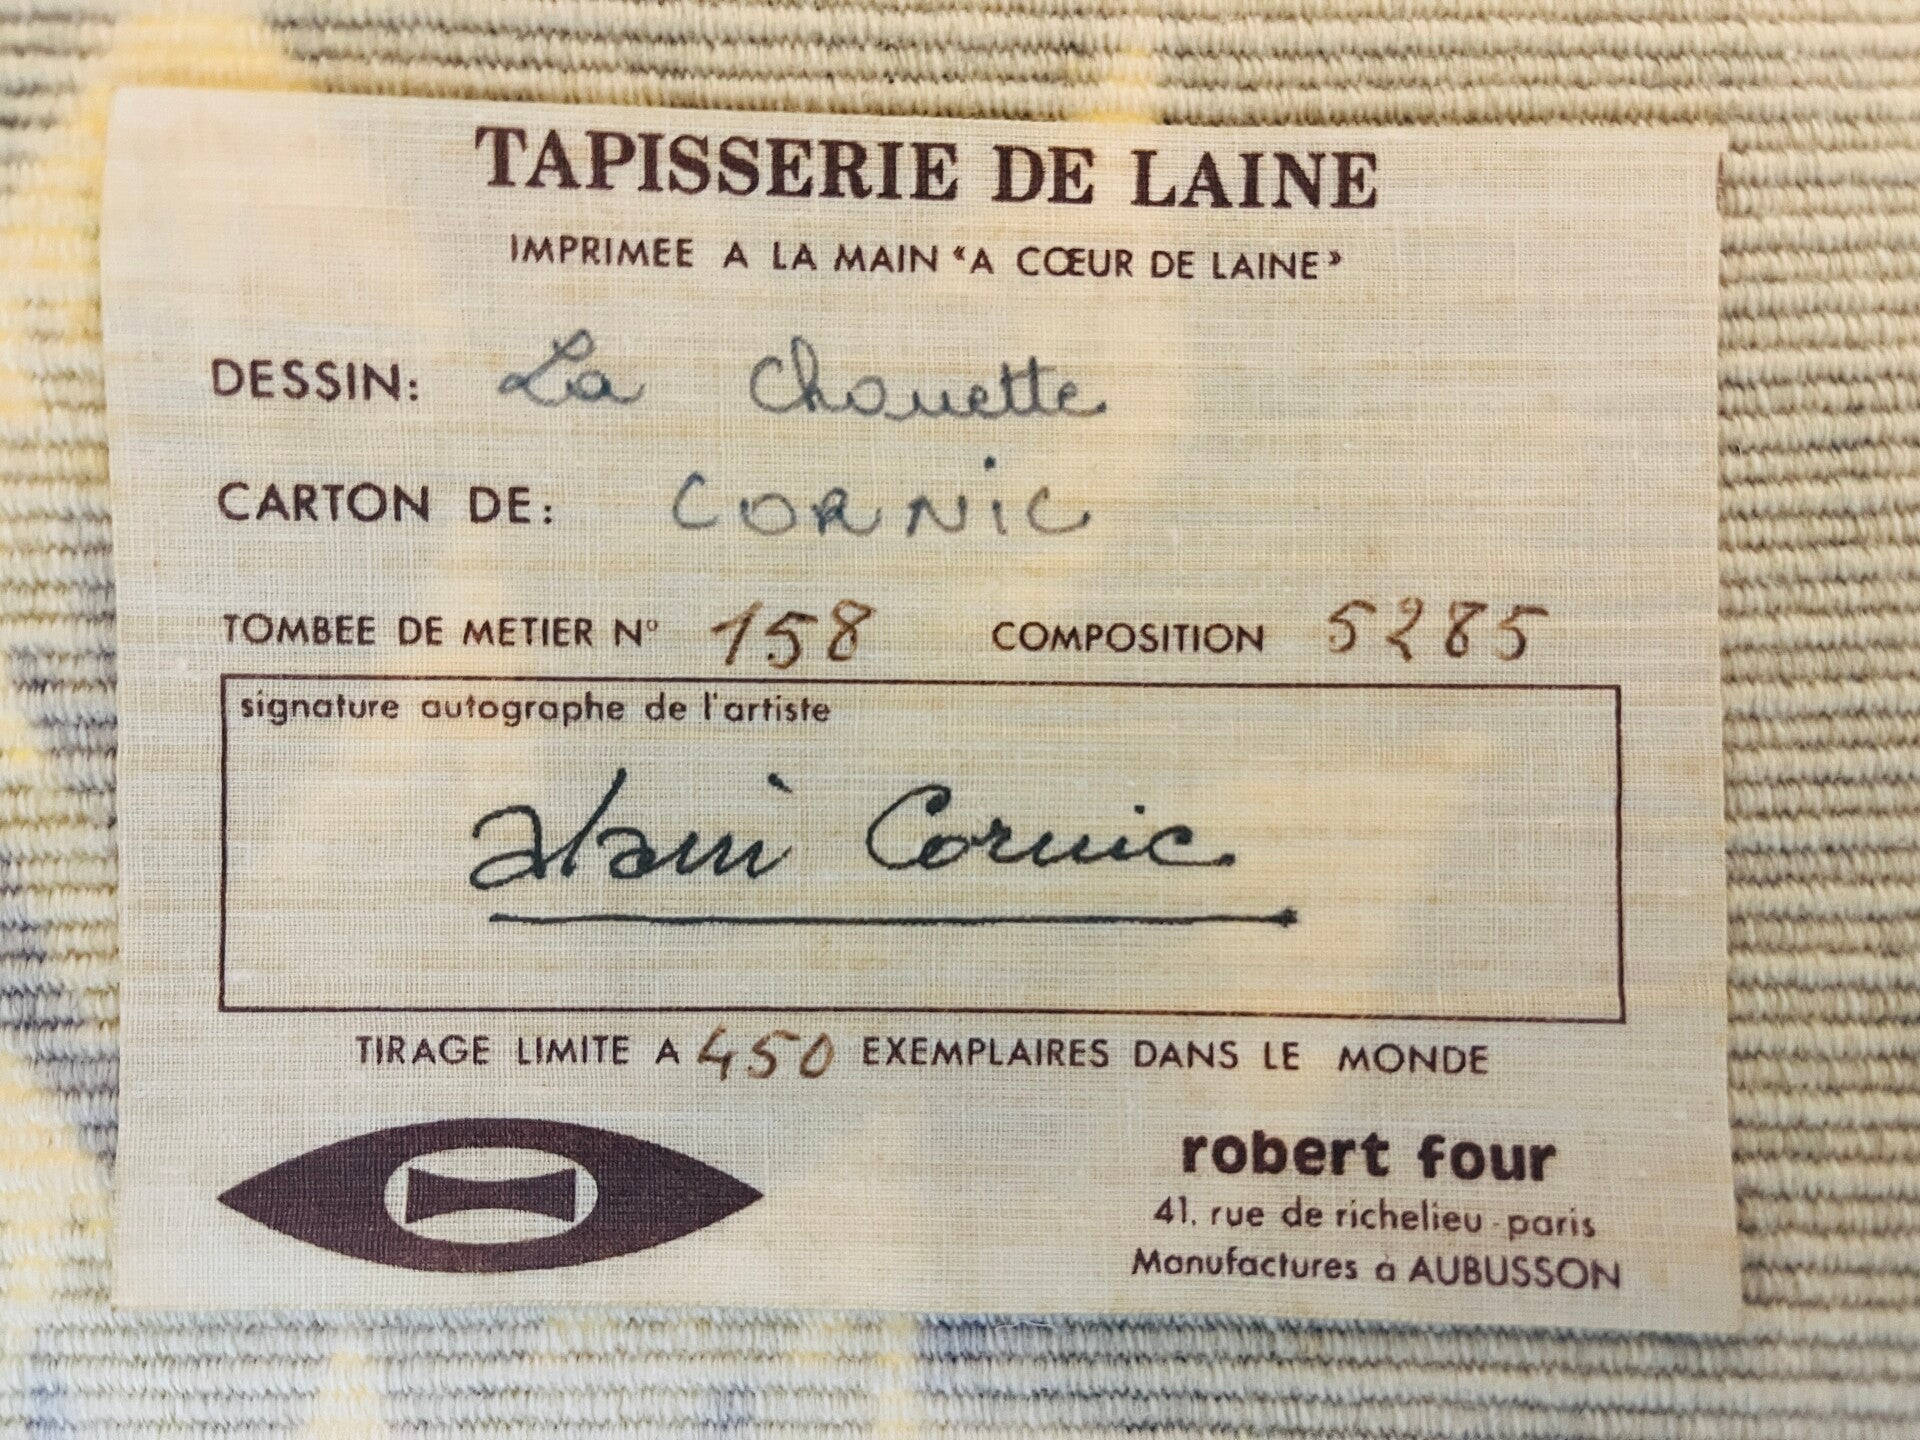 TAPISSERIE DE LAINE
IMPRIMEE A LA MAIN “A CŒUR DE LAINE”
DESSIN: La Chouette
CARTON DE: CORNiC
TOMBEE DE METIER Nº 158 COMPOSITION 5285
signature autographe de l'artiste
alain Cornic
TIRAGE LIMITE A 450 EXEMPLAIRES DANS LE MONDE
robert four
41, rue de richelieu - paris
Manufactures à AUBUSSON